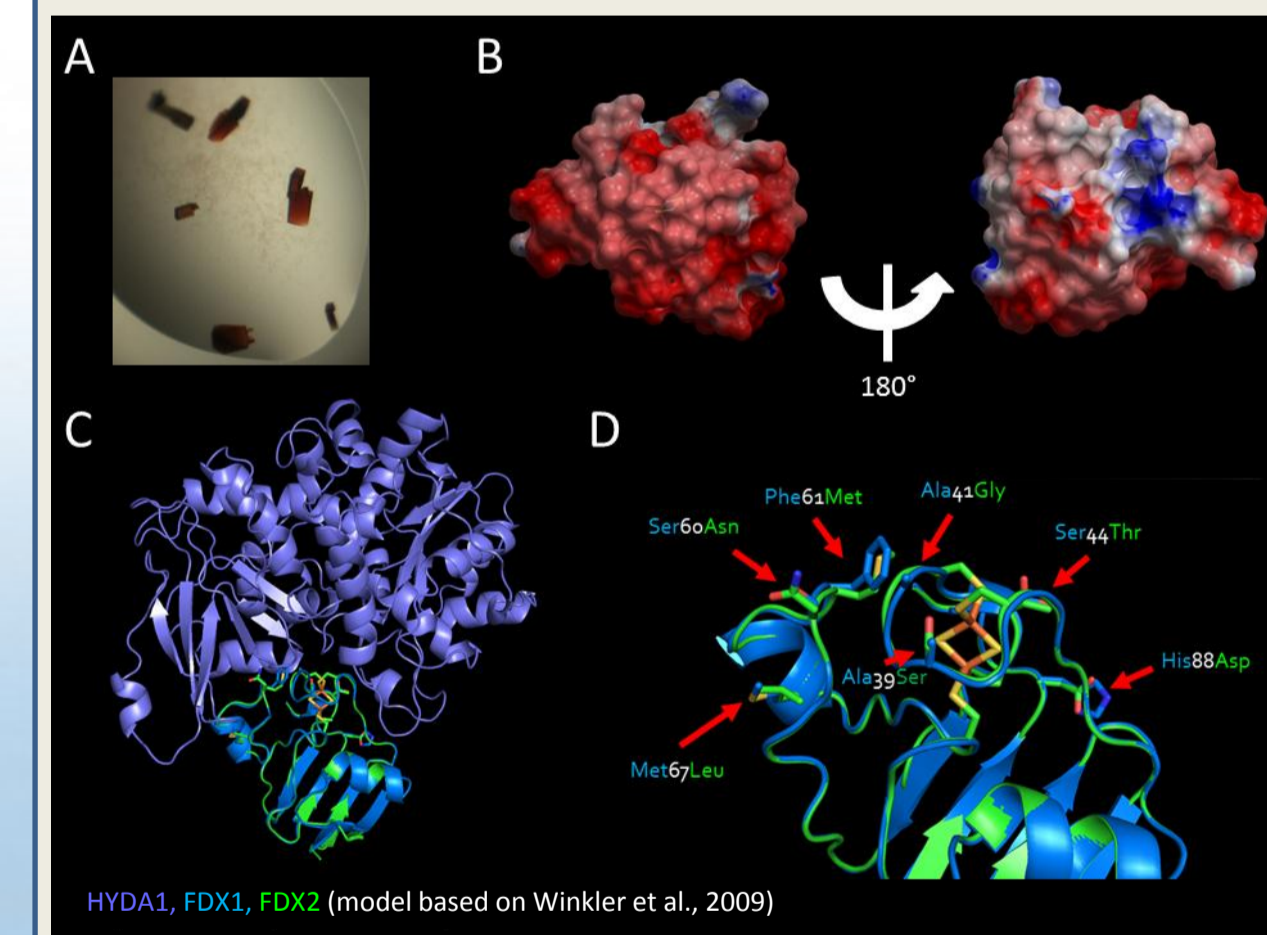 A
B
180°
C
D
Phe61Met
Ala41Gly
Ser60Asn
Ser44Thr
Ala39Ser
His88Asp
Met67Leu
HYDA1, FDX1, FDX2 (model based on Winkler et al., 2009)